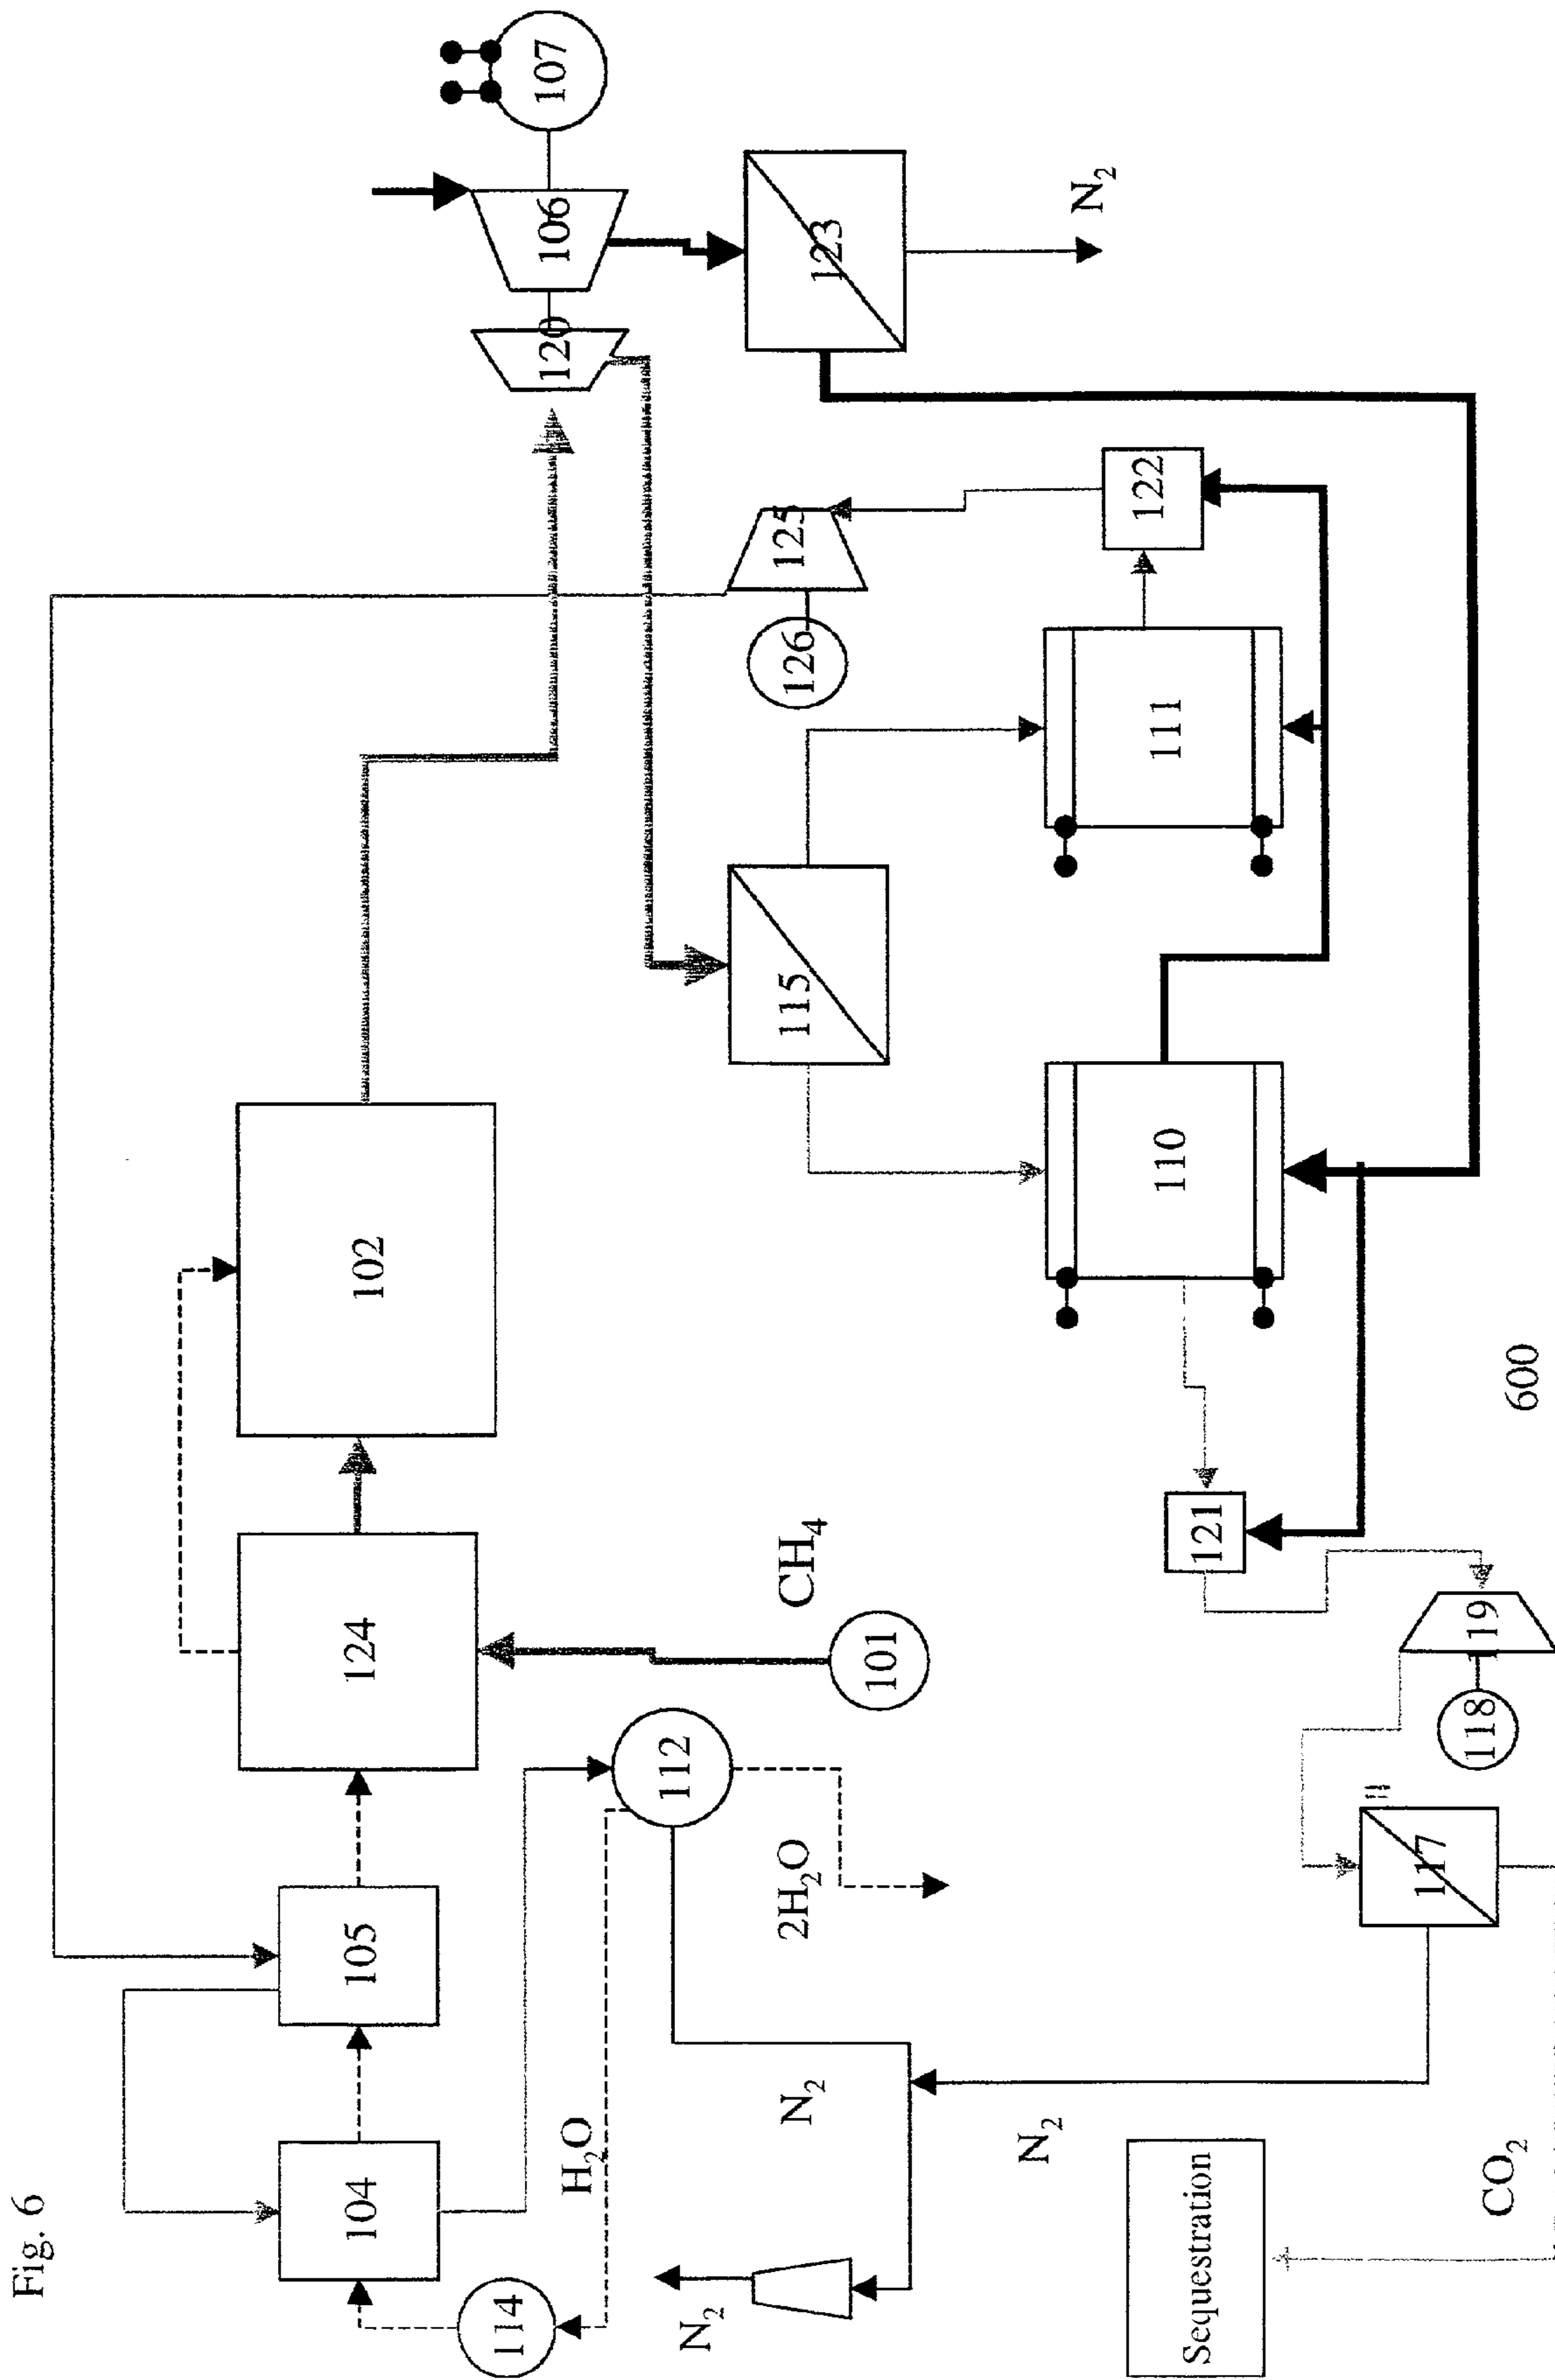 Fig. 6
104
105
124
102
114
120
106
107
H₂O
112
N₂
N₂
2H₂O
CH₄
115
126
125
123
101
N₂
N₂
Sequestration
121
110
111
122
117
118
119
CO₂
600